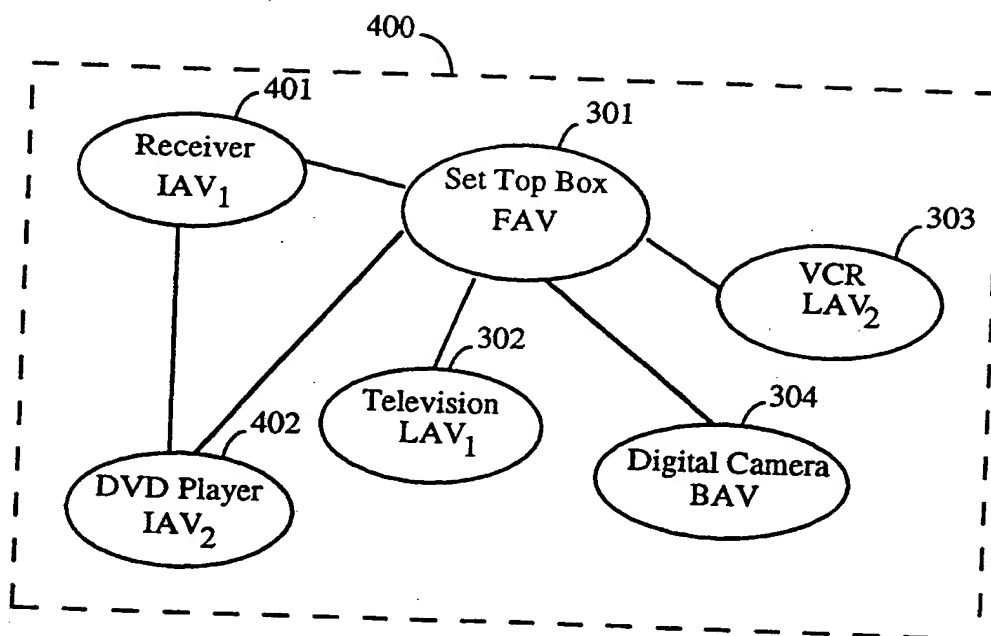 400
401
Receiver
IAV1
301
Set Top Box
FAV
303
VCR
LAV2
302
Television
LAV1
304
Digital Camera
BAV
402
DVD Player
IAV2